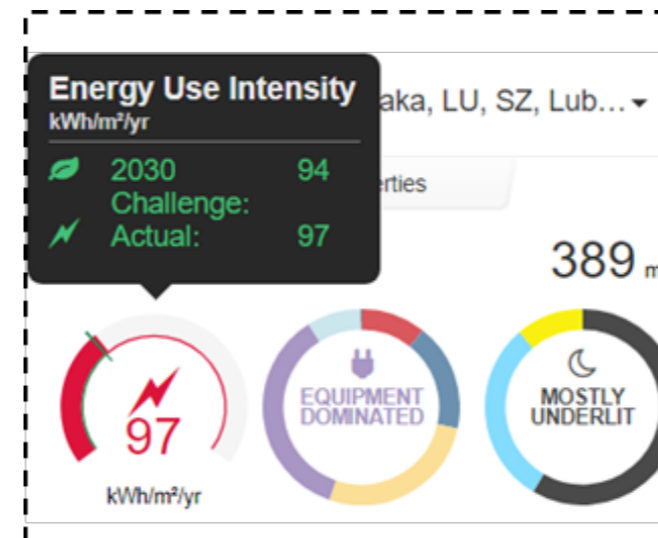 Energy Use Intensity
kWh/m²/yr
aka, LU, SZ, Lub...
2030 Challenge: 94
Actual: 97
erties
389 m
97
kWh/m²/yr
EQUIPMENT
DOMINATED
MOSTLY
UNDERLIT